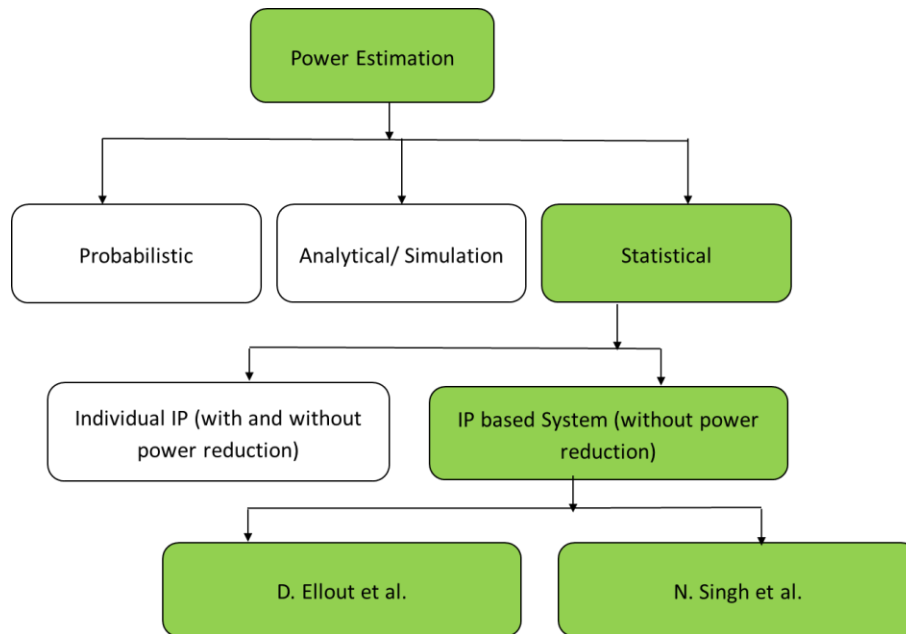 Power Estimation
Probabilistic
Analytical/ Simulation
Statistical
Individual IP (with and without
power reduction)
IP based System (without power
reduction)
D. Ellout et al.
N. Singh et al.